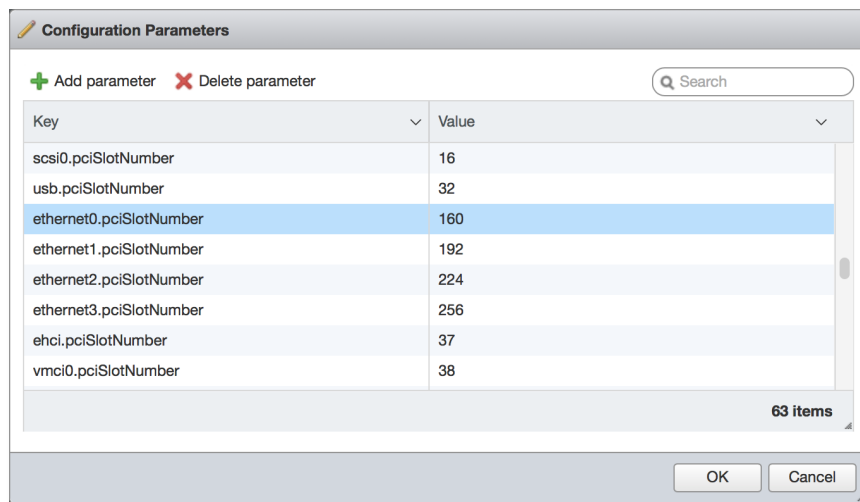 Configuration Parameters
Add parameter Delete parameter Search
Key Value
scsi0.pciSlotNumber 16
usb.pciSlotNumber 32
ethernet0.pciSlotNumber 160
ethernet1.pciSlotNumber 192
ethernet2.pciSlotNumber 224
ethernet3.pciSlotNumber 256
ehci.pciSlotNumber 37
vmci0.pciSlotNumber 38
63 items
OK Cancel